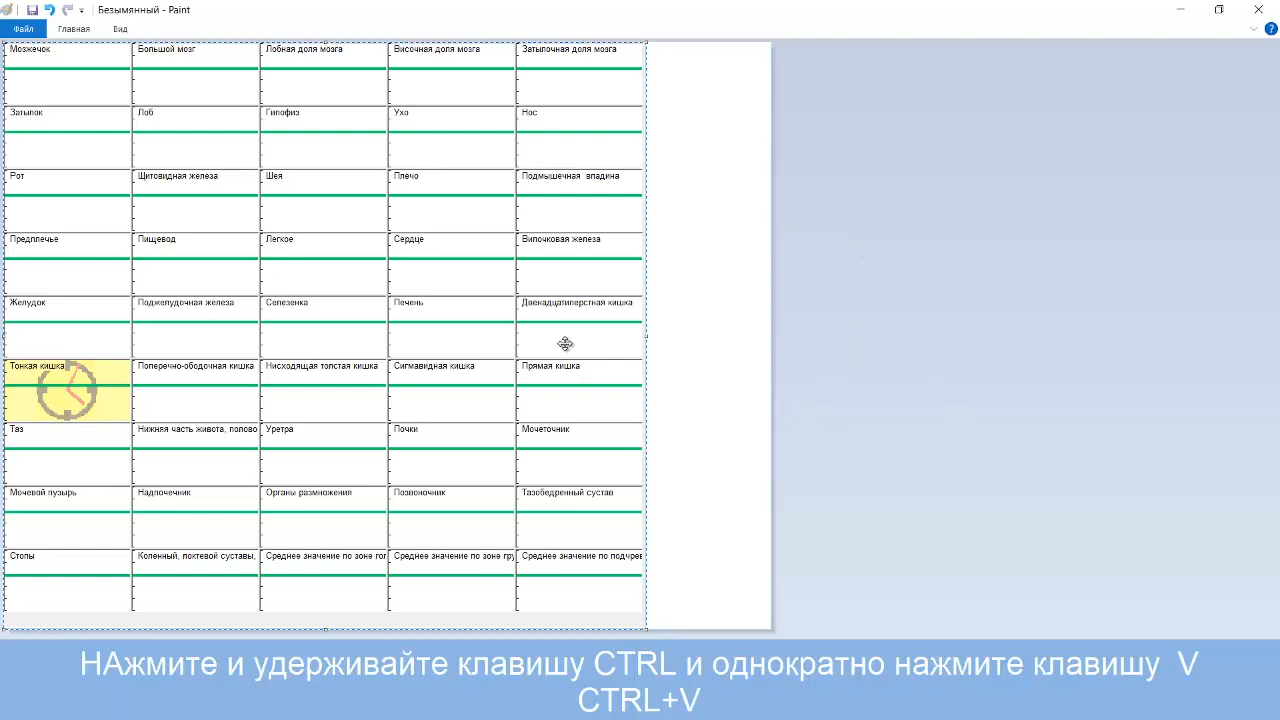 Безымянный - Paint
Файл Главная Вид
Мозжечок Большой мозг Лобная доля мозга Височная доля мозга Затылочная доля мозга
Затылок Лоб Гипофиз Ухо Нос
Рот Щитовидная железа Шея Плечо Подмышечная впадина
Предплечье Пищевод Легкое Сердце Вилочковая железа
Желудок Поджелудочная железа Селезенка Печень Двенадцатиперстная кишка
Тонкая кишка Поперечно-ободочная кишка Нисходящая толстая кишка Сигмавидная кишка Прямая кишка
Таз Нижняя часть живота, полово Уретра Почки Мочеточник
Мочевой пузырь Надпочечник Органы размножения Позвоночник Тазобедренный сустав
Стопы Коленный, локтевой суставы, Среднее значение по зоне гол Среднее значение по зоне гру Среднее значение по подчрев
НАжмите и удерживайте клавишу CTRL и однократно нажмите клавишу V
CTRL+V